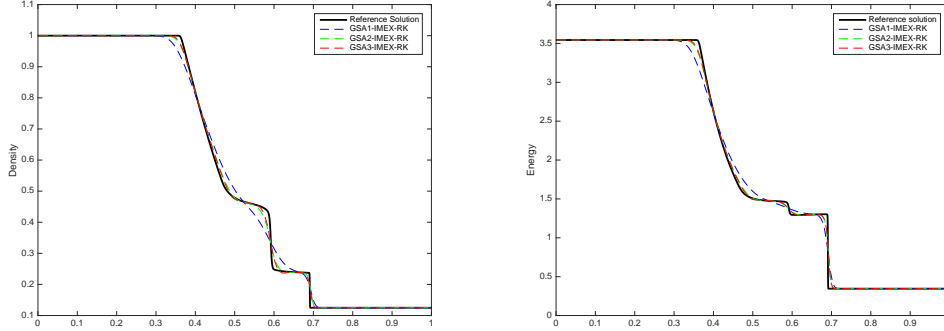 1.1
1
0.9
0.8
0.7
0.6
0.5
0.4
0.3
0.2
0.1
Density
0 0.1 0.2 0.3 0.4 0.5 0.6 0.7 0.8 0.9 1
Reference Solution
GSA1-IMEX-RK
GSA2-IMEX-RK
GSA3-IMEX-RK
4
3.5
3
2.5
2
1.5
1
0.5
0
Energy
0 0.1 0.2 0.3 0.4 0.5 0.6 0.7 0.8 0.9
Reference solution
GSA1-IMEX-RK
GSA2-IMEX-RK
GSA3-IMEX-RK